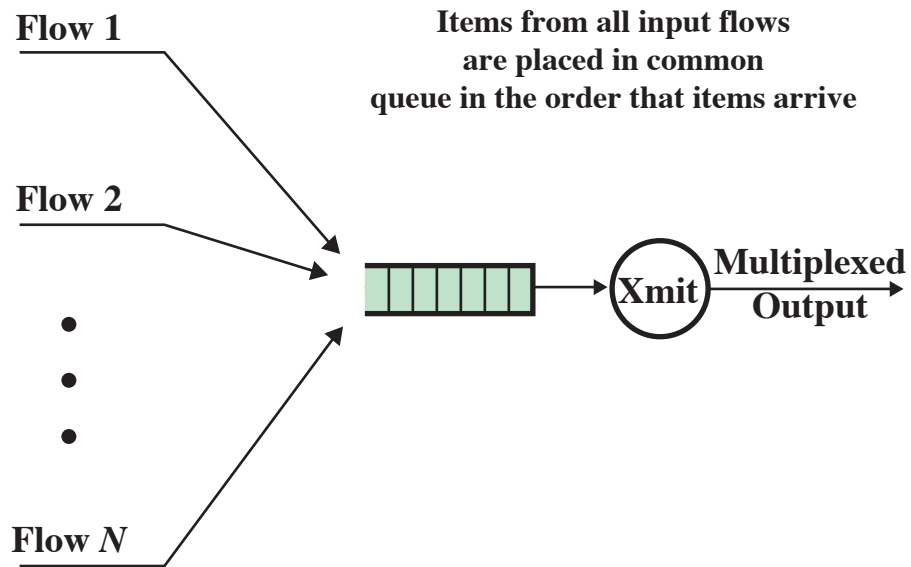 Flow 1
Items from all input flows
are placed in common
queue in the order that items arrive
Flow 2
Xmit
Multiplexed
Output
Flow N